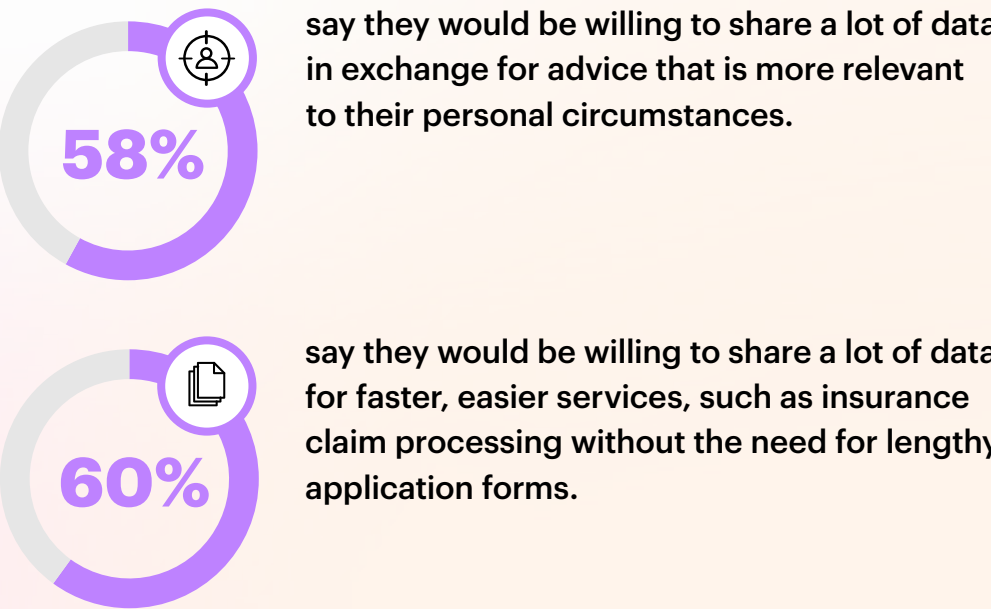 58%
say they would be willing to share a lot of data
in exchange for advice that is more relevant
to their personal circumstances.
60%
say they would be willing to share a lot of data
for faster, easier services, such as insurance
claim processing without the need for lengthy
application forms.